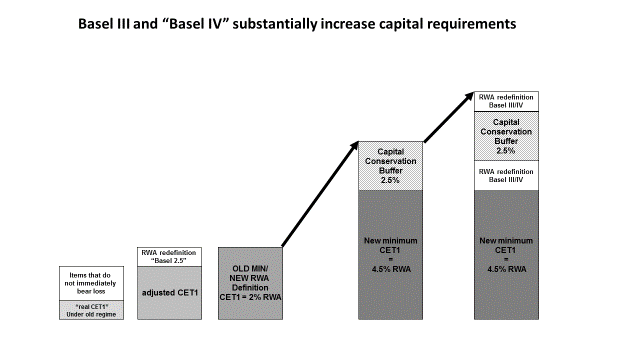 Basel III and “Basel IV” substantially increase capital requirements
Items that do
not immediately
bear loss
“real CET1”
Under old regime
RWA redefinition
“Basel 2.5”
adjusted CET1
OLD MIN/
NEW RWA
Definition
CET1 = 2% RWA
Capital
Conservation
Buffer
2.5%
New minimum
CET1
=
4.5% RWA
RWA redefinition
Basel III/IV
Capital
Conservation
Buffer
2.5%
RWA redefinition
Basel III/IV
New minimum
CET1
=
4.5% RWA